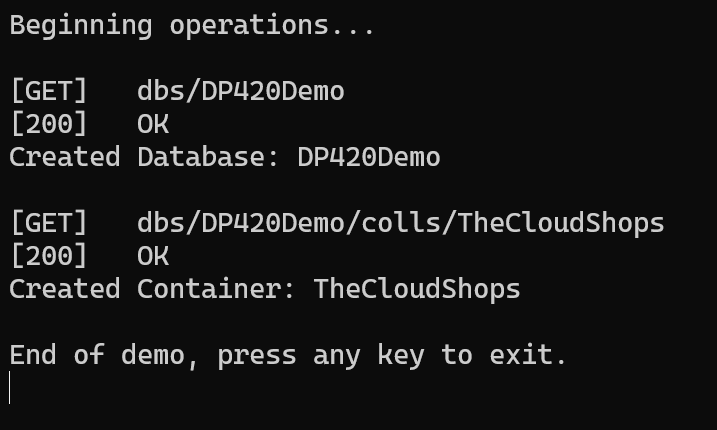 Beginning operations...
[GET]   dbs/DP420Demo
[200]   OK
Created Database: DP420Demo
[GET]   dbs/DP420Demo/colls/TheCloudShops
[200]   OK
Created Container: TheCloudShops
End of demo, press any key to exit.